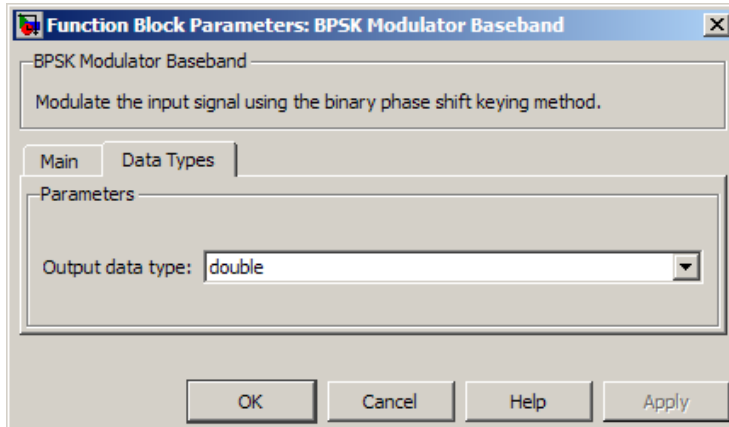 Function Block Parameters: BPSK Modulator Baseband
BPSK Modulator Baseband
Modulate the input signal using the binary phase shift keying method.
Main Data Types
Parameters
Output data type: double
OK Cancel Help Apply